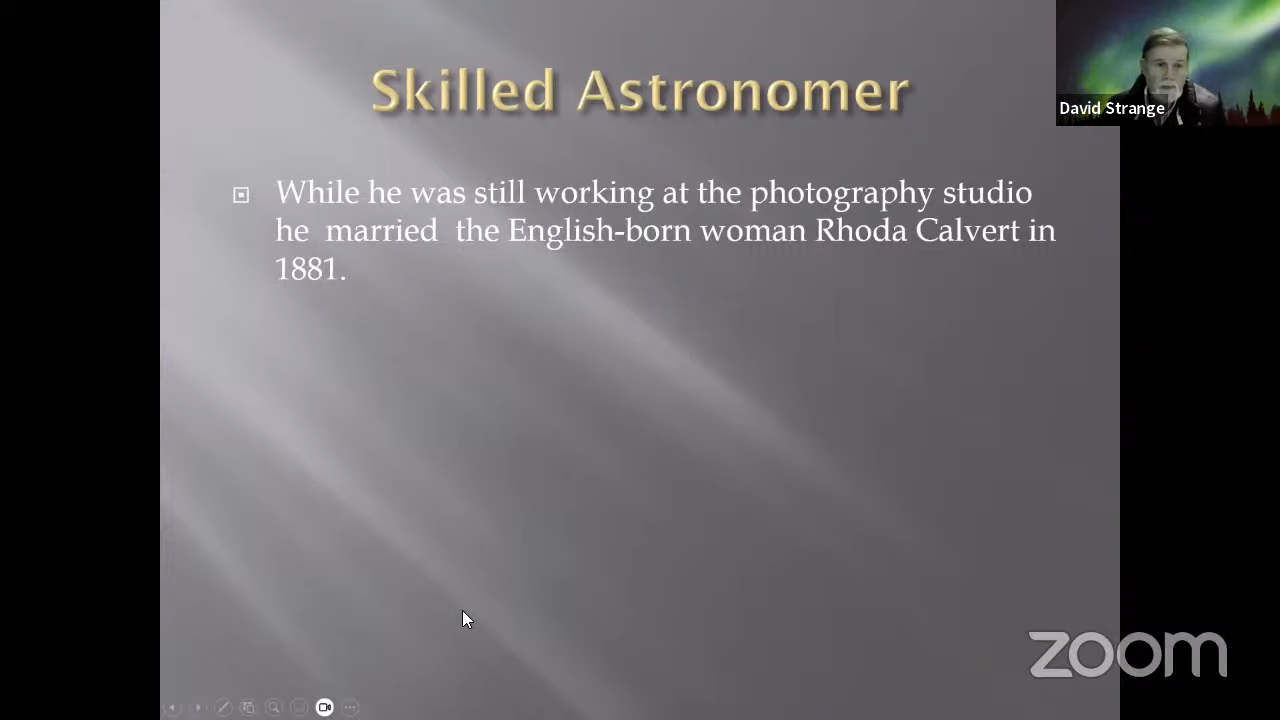 Skilled Astronomer
David Strange
While he was still working at the photography studio
he married the English-born woman Rhoda Calvert in
1881.
zoom